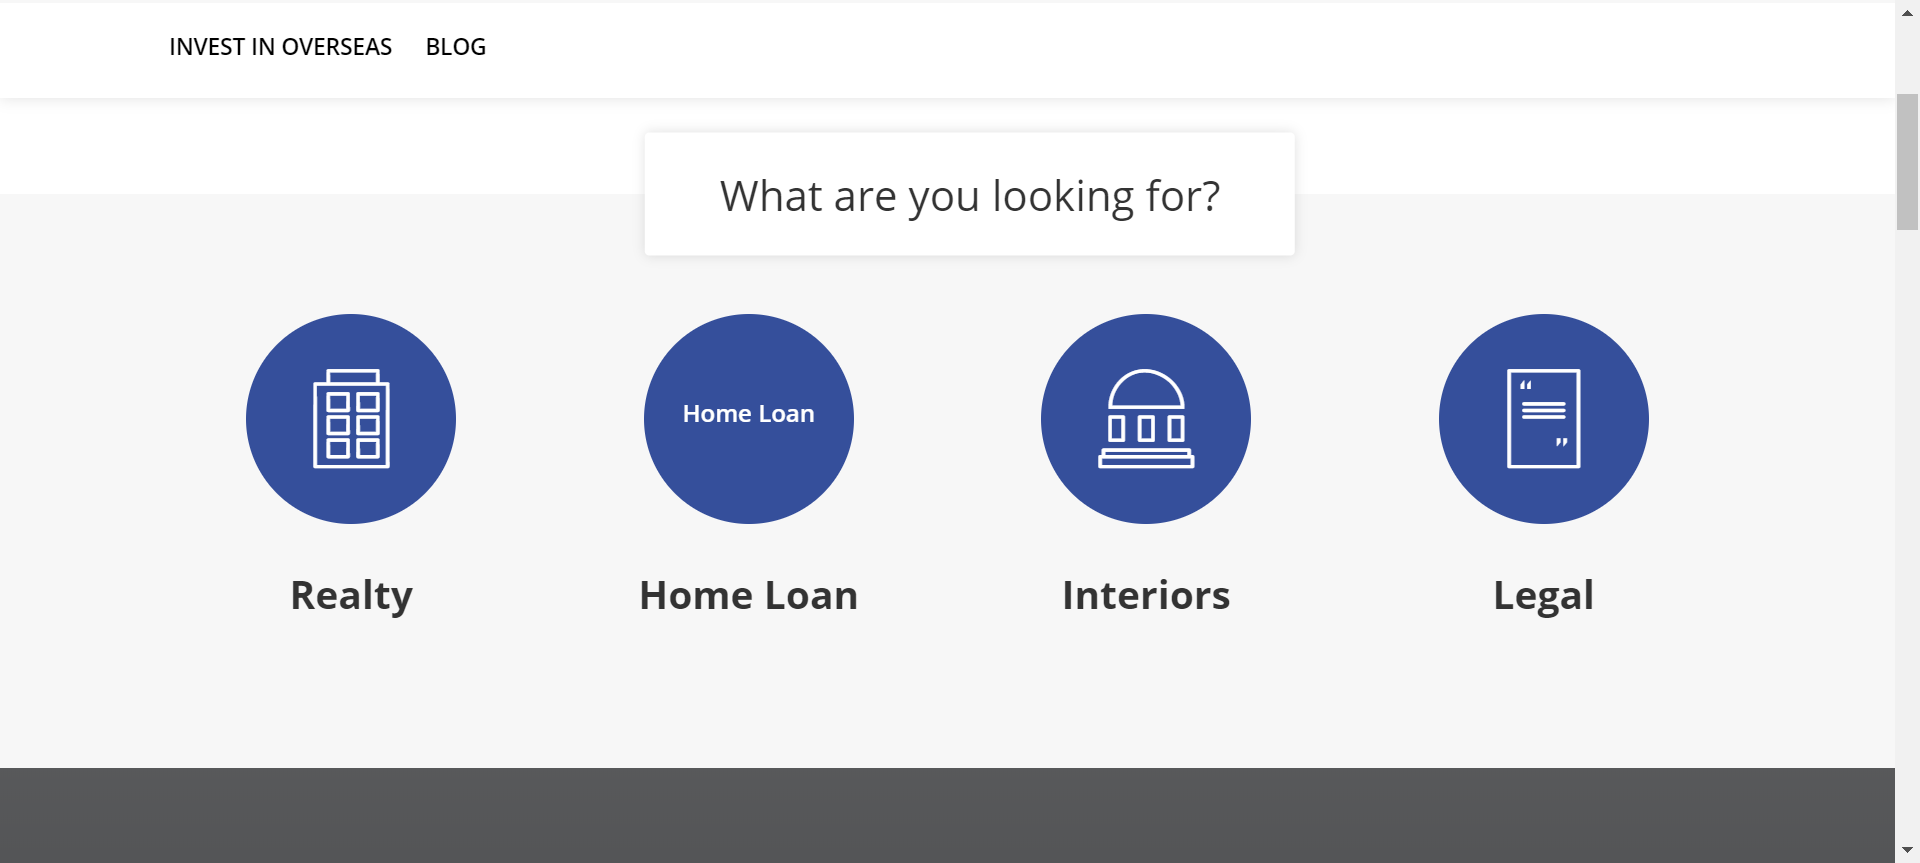 INVEST IN OVERSEAS BLOG
What are you looking for?
Home Loan
“
”
Realty Home Loan Interiors Legal